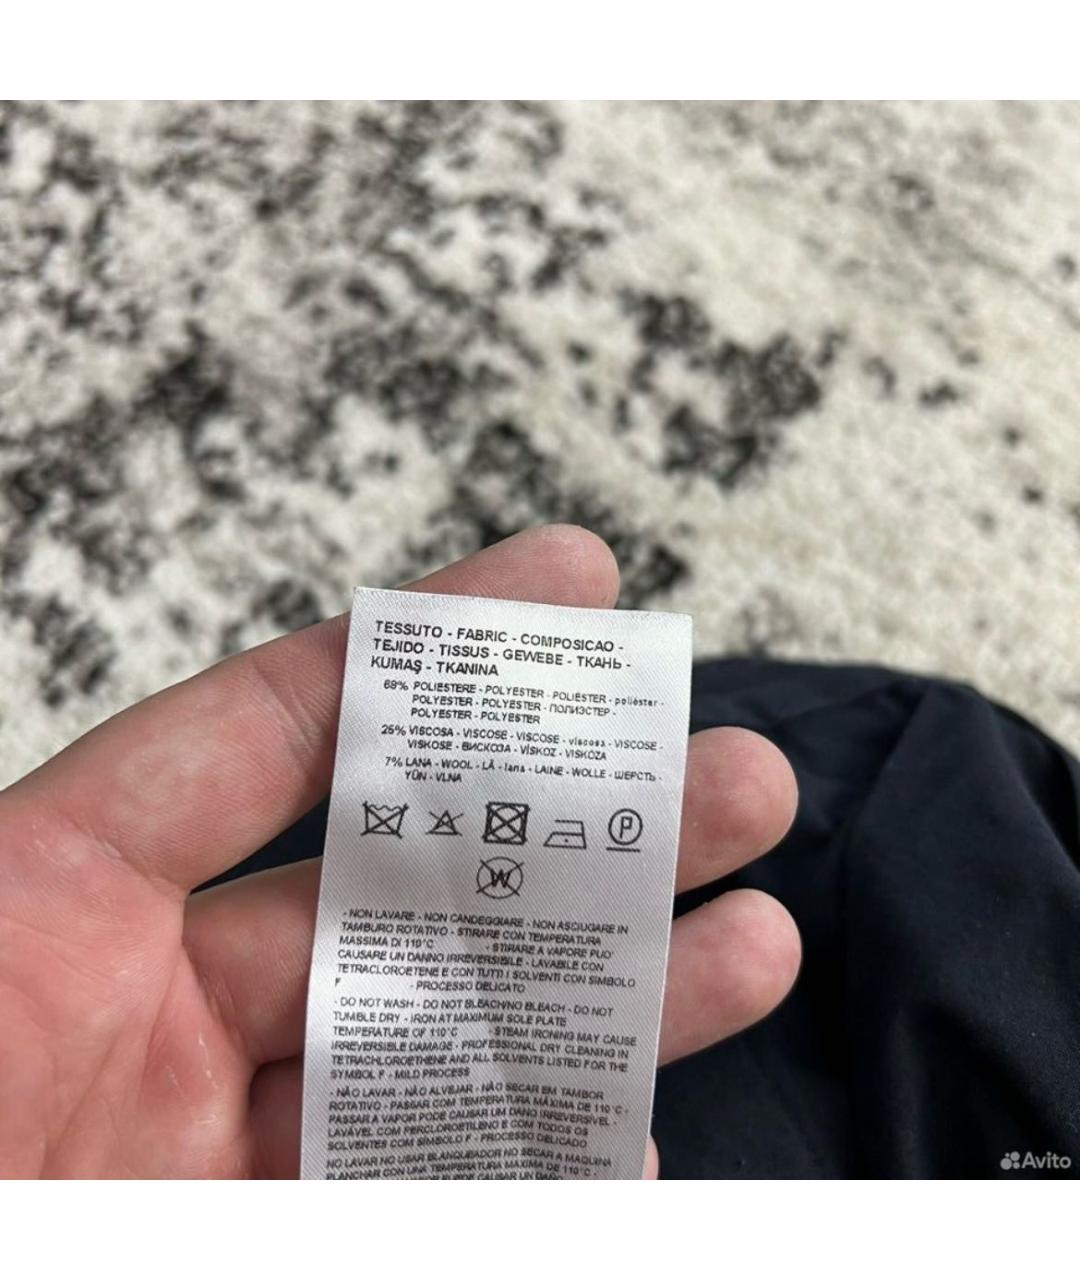 TESSUTO - FABRIC - COMPOSICAO -
TEJIDO - TISSUS - GEWEBE - ТКАНЬ -
KUMAŞ - TKANINA
68% POLIESTERE - POLYESTER - POLIÉSTER - polièster -
POLYESTER - POLYESTER - ПОЛИЭСТЕР -
POLYESTER - POLYESTER
25% VISCOSA - VISCOSE - VISCOSE - viscosa - VISCOSE -
VISKOSE - ВИСКОЗА - VİSKOZ - VISKÓZA
7% LANA - WOOL - LÃ - lana - LAINE - WOLLE - ШЕРСТЬ -
YÜN - VLNA
P
W
- NON LAVARE - NON CANDEGGIARE - NON ASCIUGARE IN
TAMBURO ROTATIVO - STIRARE CON TEMPERATURA
MASSIMA DI 110°C - STIRARE A VAPORE PUO'
CAUSARE UN DANNO IRREVERSIBILE - LAVABILE CON
TETRACLOROETENE E CON TUTTI I SOLVENTI CON SIMBOLO
F - PROCESSO DELICATO
- DO NOT WASH - DO NOT BLEACH/NO BLEACH - DO NOT
TUMBLE DRY - IRON AT MAXIMUM SOLE PLATE
TEMPERATURE OF 110°C - STEAM IRONING MAY CAUSE
IRREVERSIBLE DAMAGE - PROFESSIONAL DRY CLEANING IN
TETRACHLOROETHENE AND ALL SOLVENTS LISTED FOR THE
SYMBOL F - MILD PROCESS
- NÃO LAVAR - NÃO ALVEJAR - NÃO SECAR EM TAMBOR
ROTATIVO - PASSAR COM TEMPERATURA MÁXIMA DE 110°C -
PASSAR A VAPOR PODE CAUSAR UM DANO IRREVERSÍVEL -
LAVÁVEL COM PERCLOROETILENO E COM TODOS OS
SOLVENTES COM SÍMBOLO F - PROCESSO DELICADO
NO LAVAR NO USAR BLANQUEADOR NO SECAR A MAQUINA
PLANCHAR CON UNA TEMPERATURA MAXIMA DE 110°C -
PUEDE CAUSAR UN DAÑO
Avito